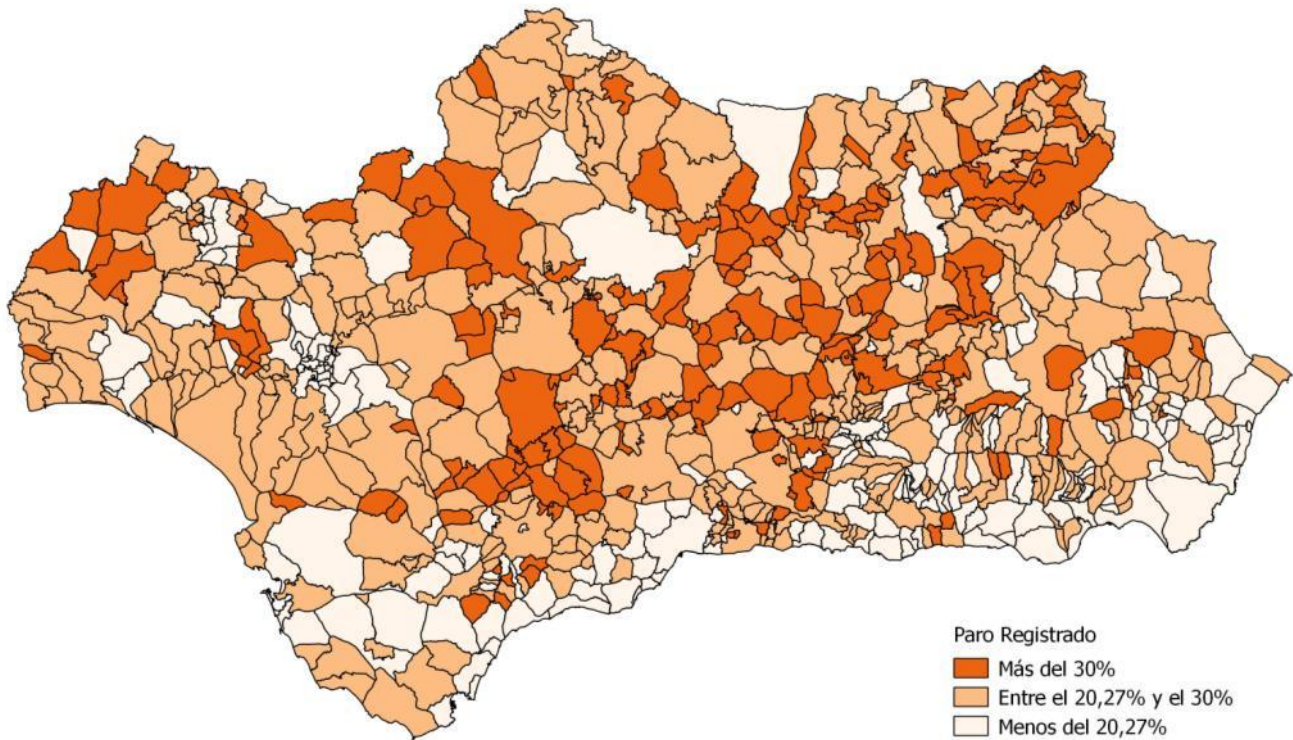 Paro Registrado
Más del 30%
Entre el 20,27% y el 30%
Menos del 20,27%